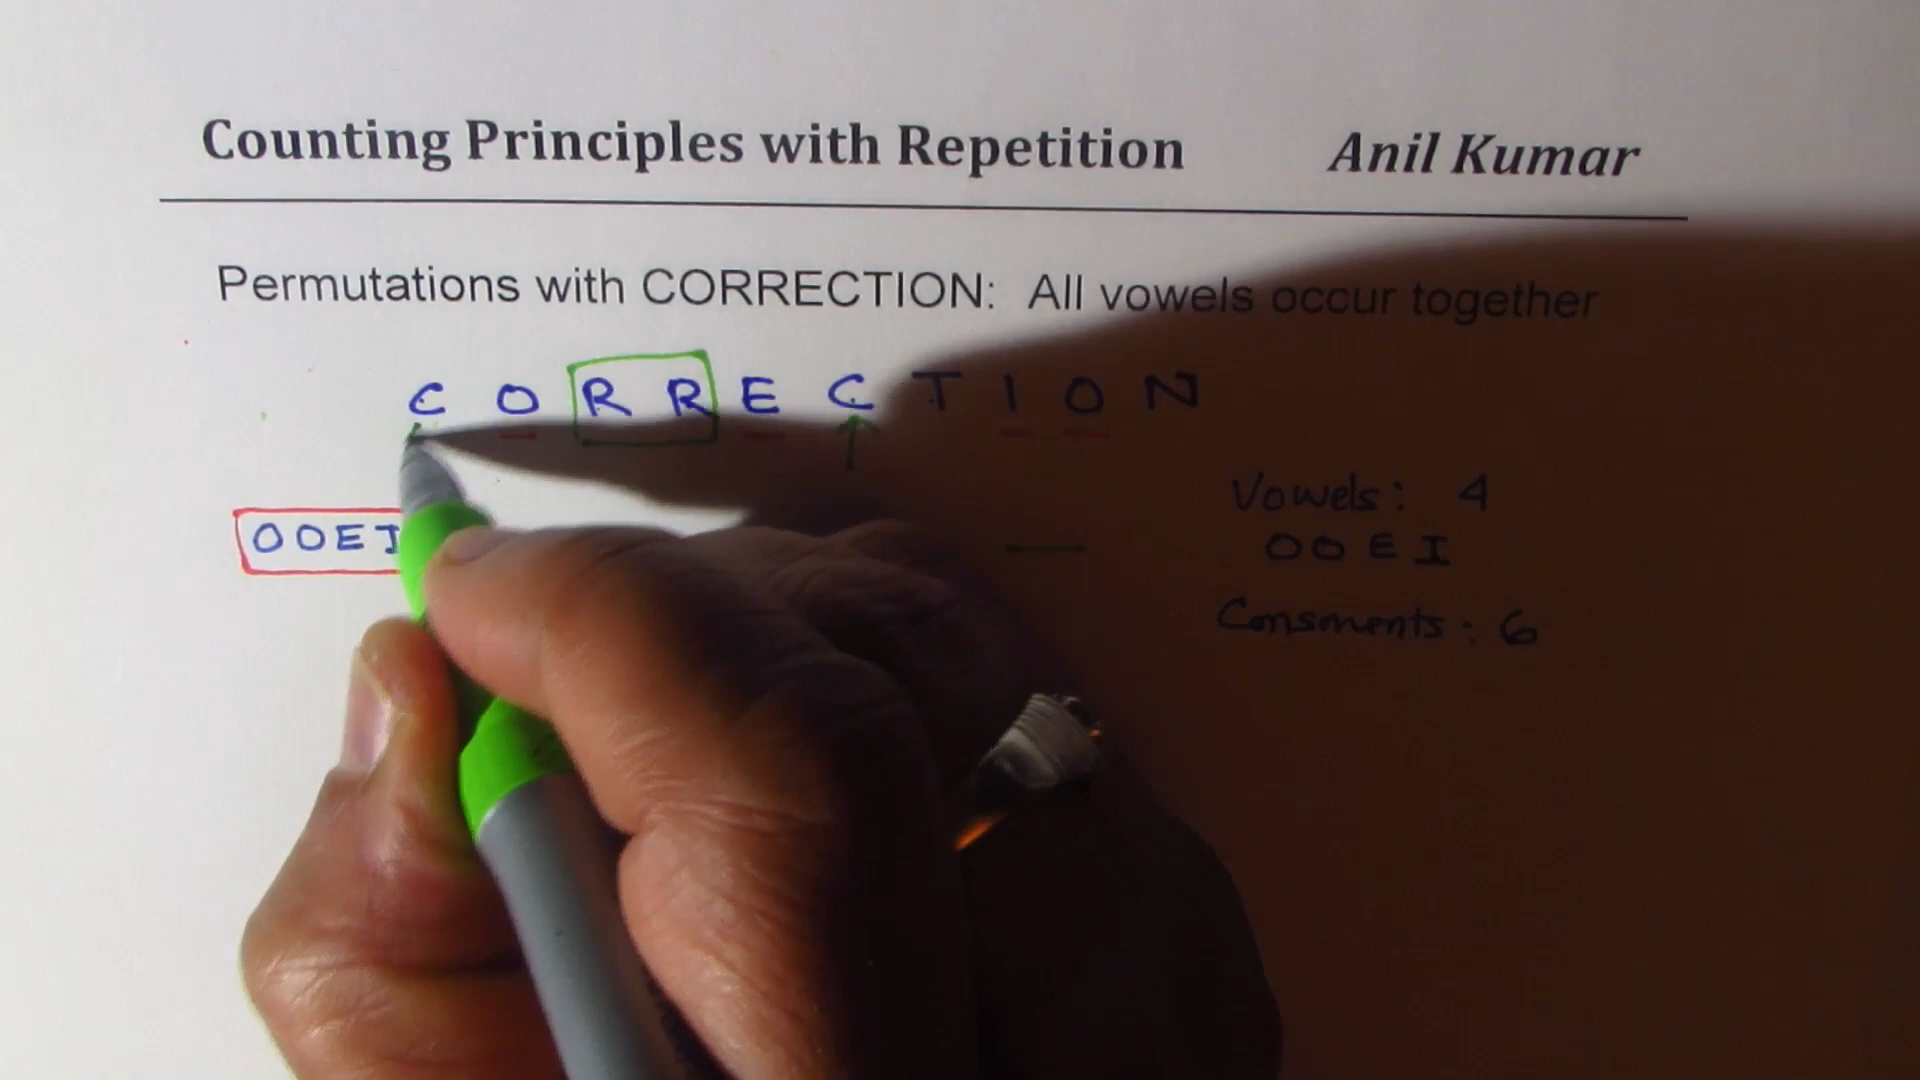 Counting Principles with Repetition Anil Kumar
Permutations with CORRECTION: All vowels occur together
C O R R E C T I O N
Vowels: 4
OOEI OOEI
Consonents: 6